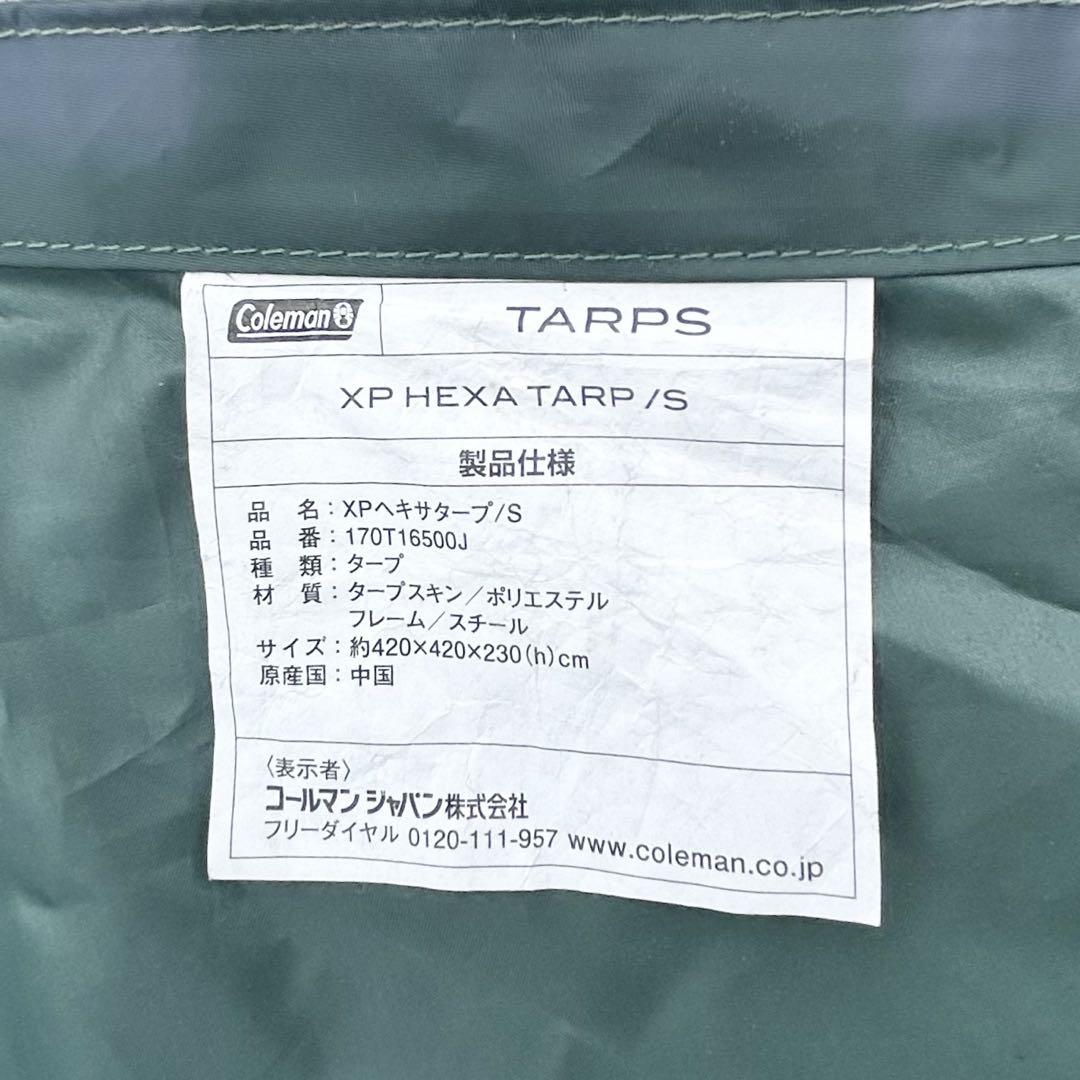 Coleman
TARPS
XP HEXA TARP /S
製品仕様
品　名：XPヘキサタープ/S
品　番：170T16500J
種　類：タープ
材　質：タープスキン／ポリエステル
フレーム／スチール
サイズ：約420×420×230(h)cm
原産国：中国
〈表示者〉
コールマン ジャパン株式会社
フリーダイヤル 0120-111-957 www.coleman.co.jp